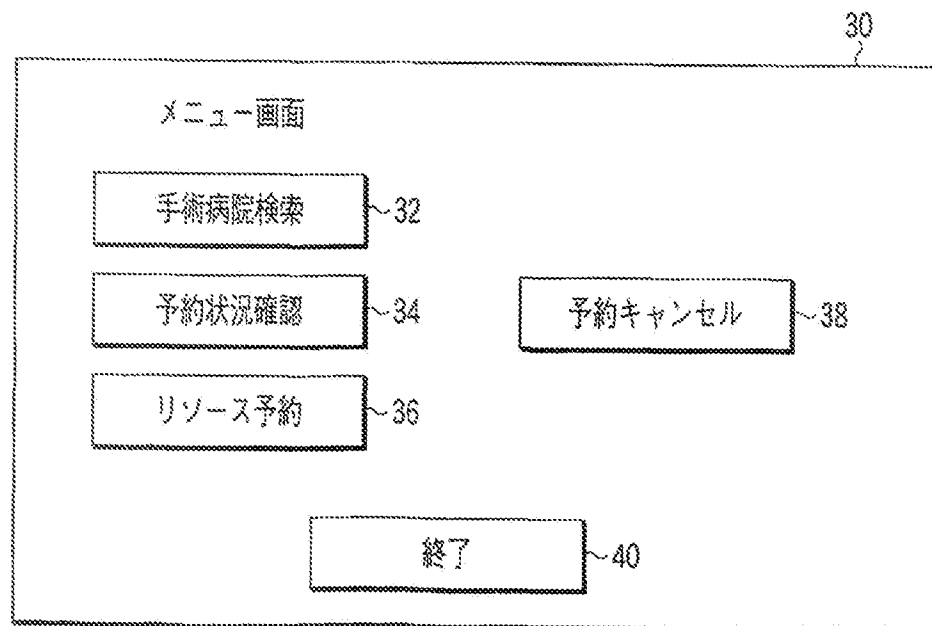 30
メニュー画面
手術病院検索 32
予約状況確認 34
予約キャンセル 38
リソース予約 36
終了 40